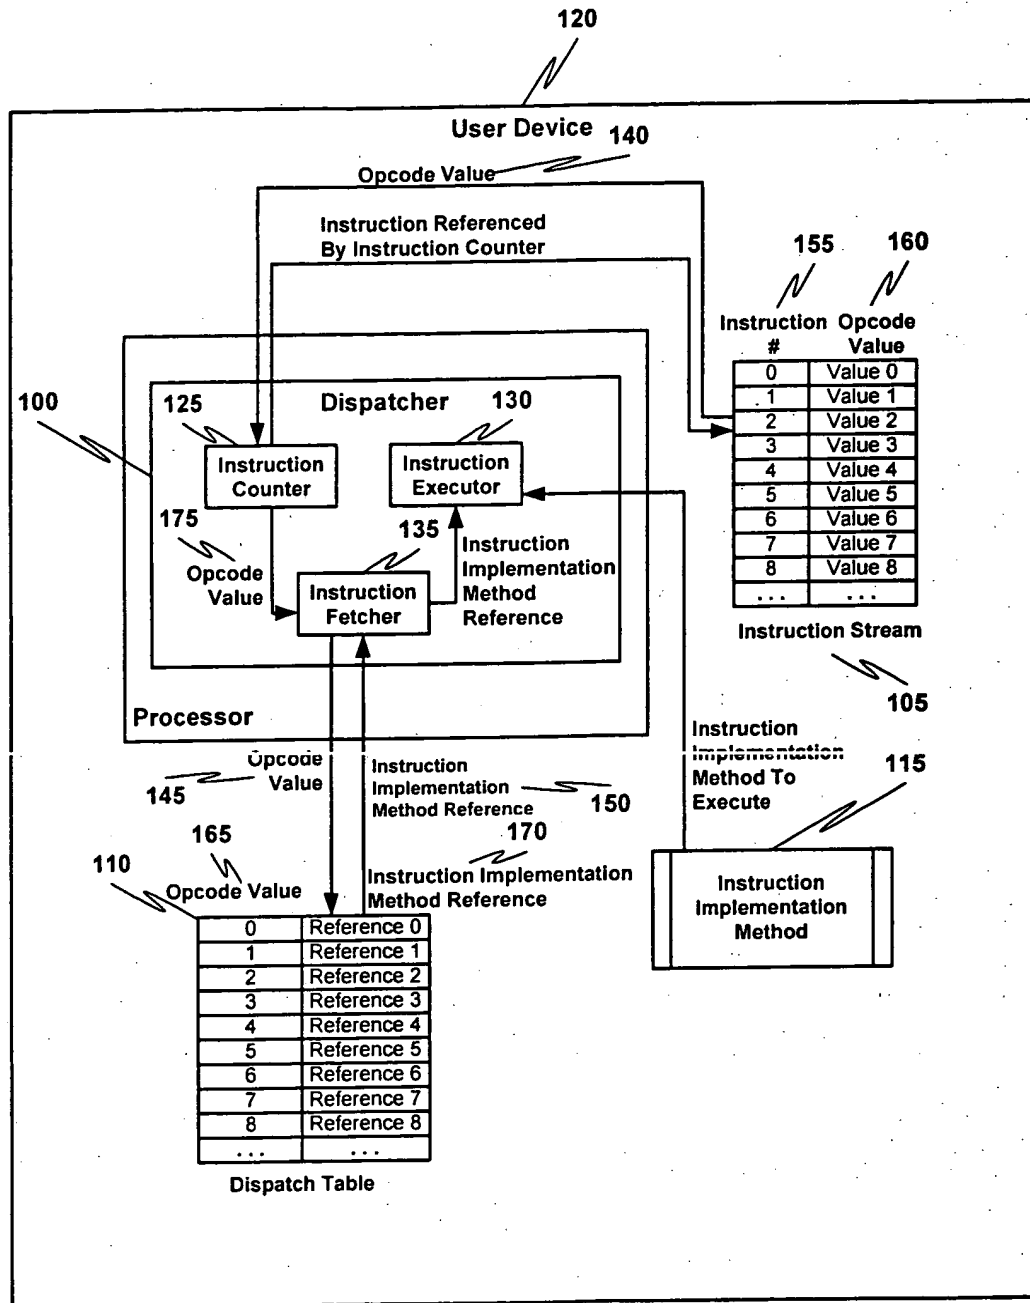 120
User Device
140
Opcode Value
Instruction Referenced
By Instruction Counter
155
160
Instruction
#
Opcode
Value
0 Value 0
1 Value 1
2 Value 2
3 Value 3
4 Value 4
5 Value 5
6 Value 6
7 Value 7
8 Value 8
. . . . . .
Instruction Stream
105
100
125
Dispatcher
130
Instruction
Counter
Instruction
Executor
175
Opcode
Value
135
Instruction
Fetcher
Instruction
Implementation
Method
Reference
Processor
Opcode
Value
145
Instruction
Implementation
Method Reference
150
Instruction
Implementation
Method To
Execute
115
Instruction
Implementation
Method
165
110
Opcode Value
170
Instruction Implementation
Method Reference
0 Reference 0
1 Reference 1
2 Reference 2
3 Reference 3
4 Reference 4
5 Reference 5
6 Reference 6
7 Reference 7
8 Reference 8
. . . . . .
Dispatch Table